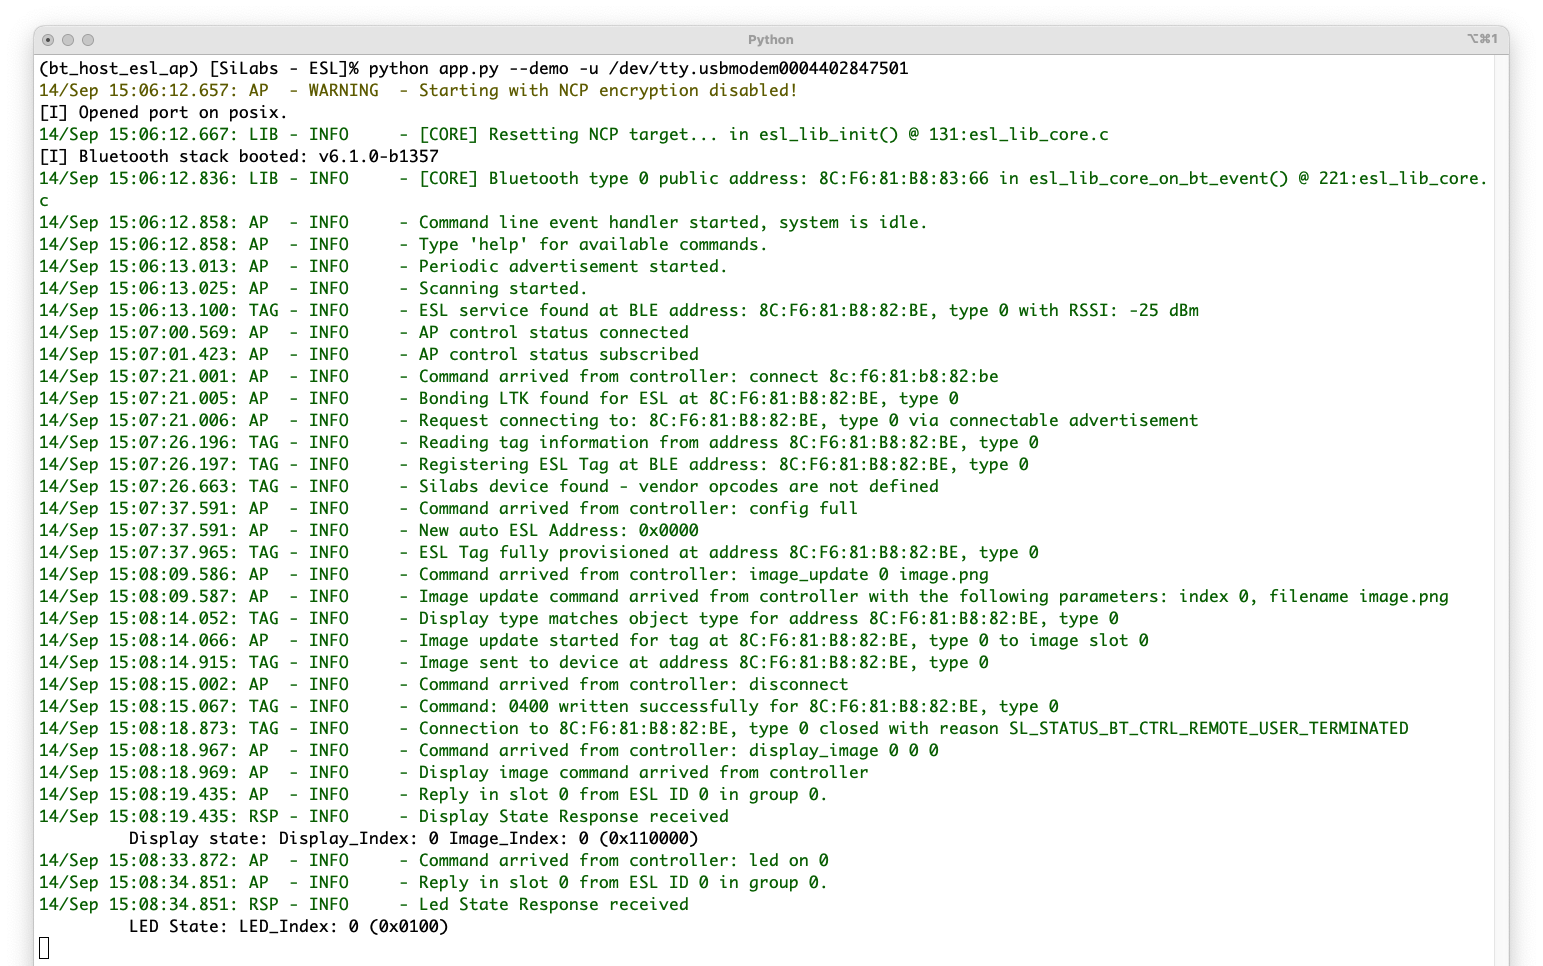 Python
⌥⌘1
(bt_host_esl_ap) [SiLabs - ESL]% python app.py --demo -u /dev/tty.usbmodem0004402847501
14/Sep 15:06:12.657: AP  - WARNING  - Starting with NCP encryption disabled!
[I] Opened port on posix.
14/Sep 15:06:12.667: LIB - INFO     - [CORE] Resetting NCP target... in esl_lib_init() @ 131:esl_lib_core.c
[I] Bluetooth stack booted: v6.1.0-b1357
14/Sep 15:06:12.836: LIB - INFO     - [CORE] Bluetooth type 0 public address: 8C:F6:81:B8:83:66 in esl_lib_core_on_bt_event() @ 221:esl_lib_core.
c
14/Sep 15:06:12.858: AP  - INFO     - Command line event handler started, system is idle.
14/Sep 15:06:12.858: AP  - INFO     - Type 'help' for available commands.
14/Sep 15:06:13.013: AP  - INFO     - Periodic advertisement started.
14/Sep 15:06:13.025: AP  - INFO     - Scanning started.
14/Sep 15:06:13.100: TAG - INFO     - ESL service found at BLE address: 8C:F6:81:B8:82:BE, type 0 with RSSI: -25 dBm
14/Sep 15:07:00.569: AP  - INFO     - AP control status connected
14/Sep 15:07:01.423: AP  - INFO     - AP control status subscribed
14/Sep 15:07:21.001: AP  - INFO     - Command arrived from controller: connect 8c:f6:81:b8:82:be
14/Sep 15:07:21.005: AP  - INFO     - Bonding LTK found for ESL at 8C:F6:81:B8:82:BE, type 0
14/Sep 15:07:21.006: AP  - INFO     - Request connecting to: 8C:F6:81:B8:82:BE, type 0 via connectable advertisement
14/Sep 15:07:26.196: TAG - INFO     - Reading tag information from address 8C:F6:81:B8:82:BE, type 0
14/Sep 15:07:26.197: TAG - INFO     - Registering ESL Tag at BLE address: 8C:F6:81:B8:82:BE, type 0
14/Sep 15:07:26.663: TAG - INFO     - Silabs device found - vendor opcodes are not defined
14/Sep 15:07:37.591: AP  - INFO     - Command arrived from controller: config full
14/Sep 15:07:37.591: AP  - INFO     - New auto ESL Address: 0x0000
14/Sep 15:07:37.965: TAG - INFO     - ESL Tag fully provisioned at address 8C:F6:81:B8:82:BE, type 0
14/Sep 15:08:09.586: AP  - INFO     - Command arrived from controller: image_update 0 image.png
14/Sep 15:08:09.587: AP  - INFO     - Image update command arrived from controller with the following parameters: index 0, filename image.png
14/Sep 15:08:14.052: TAG - INFO     - Display type matches object type for address 8C:F6:81:B8:82:BE, type 0
14/Sep 15:08:14.066: AP  - INFO     - Image update started for tag at 8C:F6:81:B8:82:BE, type 0 to image slot 0
14/Sep 15:08:14.915: TAG - INFO     - Image sent to device at address 8C:F6:81:B8:82:BE, type 0
14/Sep 15:08:15.002: AP  - INFO     - Command arrived from controller: disconnect
14/Sep 15:08:15.067: TAG - INFO     - Command: 0400 written successfully for 8C:F6:81:B8:82:BE, type 0
14/Sep 15:08:18.873: TAG - INFO     - Connection to 8C:F6:81:B8:82:BE, type 0 closed with reason SL_STATUS_BT_CTRL_REMOTE_USER_TERMINATED
14/Sep 15:08:18.967: AP  - INFO     - Command arrived from controller: display_image 0 0 0
14/Sep 15:08:18.969: AP  - INFO     - Display image command arrived from controller
14/Sep 15:08:19.435: AP  - INFO     - Reply in slot 0 from ESL ID 0 in group 0.
14/Sep 15:08:19.435: RSP - INFO     - Display State Response received
Display state: Display_Index: 0 Image_Index: 0 (0x110000)
14/Sep 15:08:33.872: AP  - INFO     - Command arrived from controller: led on 0
14/Sep 15:08:34.851: AP  - INFO     - Reply in slot 0 from ESL ID 0 in group 0.
14/Sep 15:08:34.851: RSP - INFO     - Led State Response received
LED State: LED_Index: 0 (0x0100)